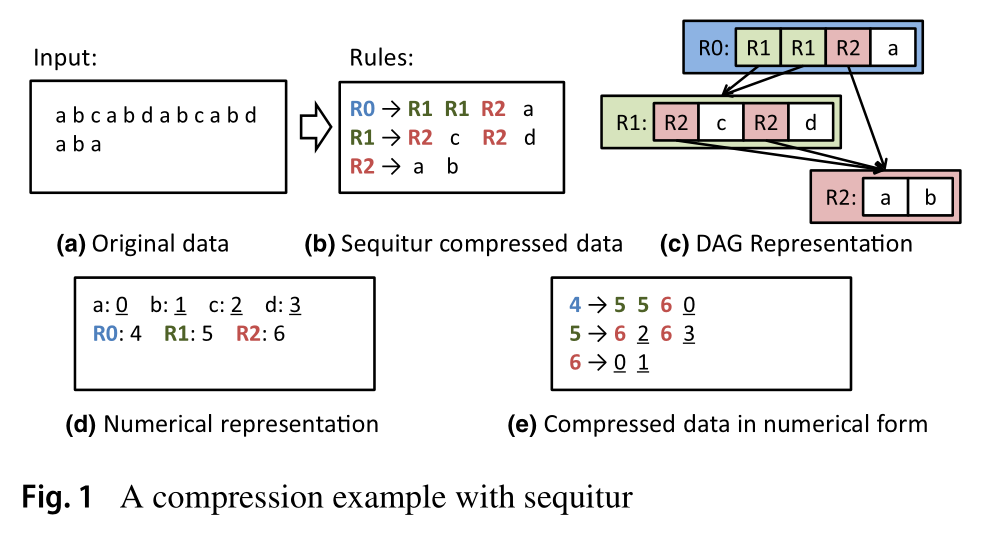 Input:
a b c a b d a b c a b d
a b a
(a) Original data
Rules:
R0 → R1 R1 R2 a
R1 → R2 c R2 d
R2 → a b
(b) Sequitur compressed data
R0: R1 R1 R2 a
R1: R2 c R2 d
R2: a b
(c) DAG Representation
a: 0 b: 1 c: 2 d: 3
R0: 4 R1: 5 R2: 6
(d) Numerical representation
4 → 5 5 6 0
5 → 6 2 6 3
6 → 0 1
(e) Compressed data in numerical form
Fig. 1 A compression example with sequitur